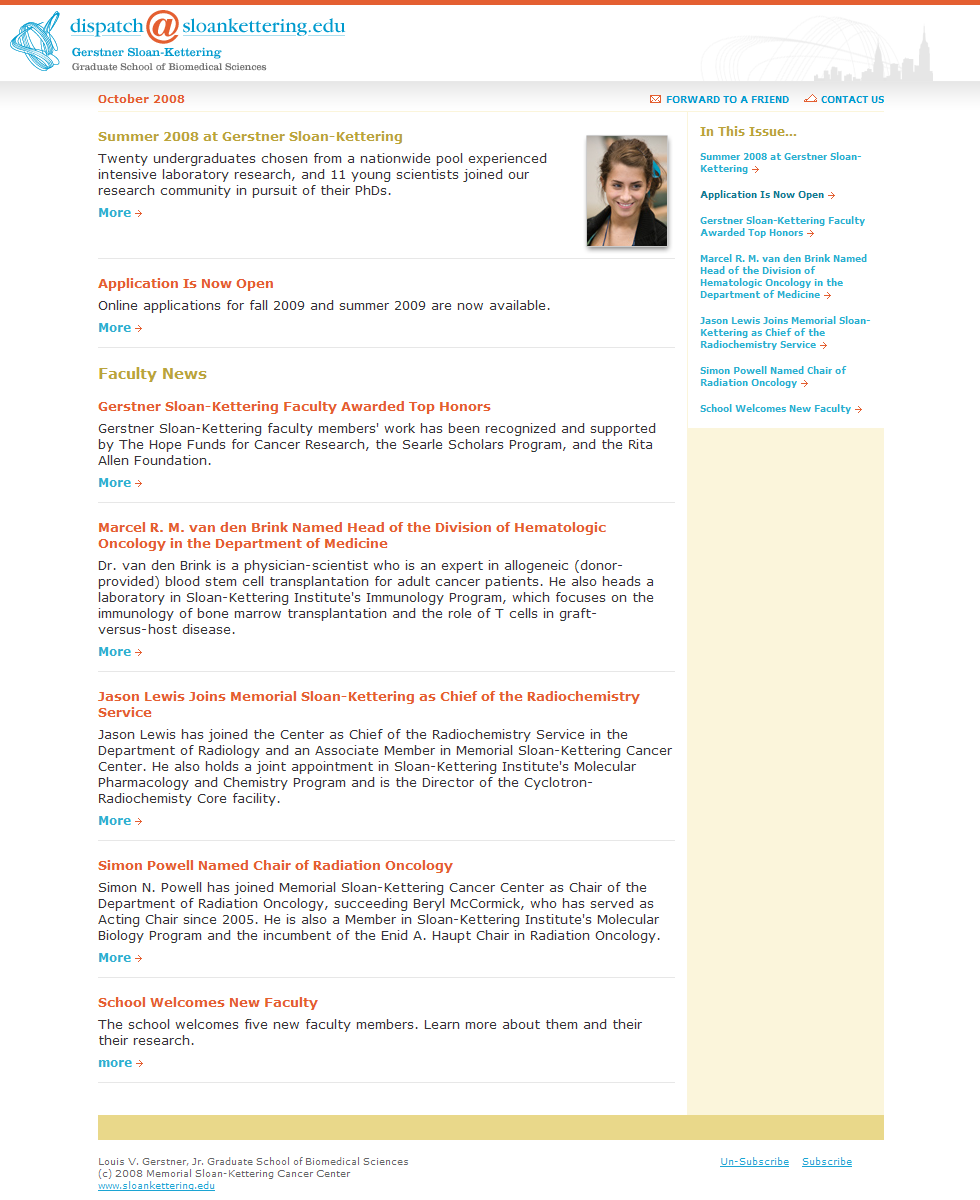 dispatch@sloankettering.edu
Gerstner Sloan-Kettering
Graduate School of Biomedical Sciences
October 2008
FORWARD TO A FRIEND
CONTACT US
Summer 2008 at Gerstner Sloan-Kettering
Twenty undergraduates chosen from a nationwide pool experienced
intensive laboratory research, and 11 young scientists joined our
research community in pursuit of their PhDs.
More
Application Is Now Open
Online applications for fall 2009 and summer 2009 are now available.
More
Faculty News
Gerstner Sloan-Kettering Faculty Awarded Top Honors
Gerstner Sloan-Kettering faculty members' work has been recognized and supported
by The Hope Funds for Cancer Research, the Searle Scholars Program, and the Rita
Allen Foundation.
More
Marcel R. M. van den Brink Named Head of the Division of Hematologic
Oncology in the Department of Medicine
Dr. van den Brink is a physician-scientist who is an expert in allogeneic (donor-
provided) blood stem cell transplantation for adult cancer patients. He also heads a
laboratory in Sloan-Kettering Institute's Immunology Program, which focuses on the
immunology of bone marrow transplantation and the role of T cells in graft-
versus-host disease.
More
Jason Lewis Joins Memorial Sloan-Kettering as Chief of the Radiochemistry
Service
Jason Lewis has joined the Center as Chief of the Radiochemistry Service in the
Department of Radiology and an Associate Member in Memorial Sloan-Kettering Cancer
Center. He also holds a joint appointment in Sloan-Kettering Institute's Molecular
Pharmacology and Chemistry Program and is the Director of the Cyclotron-
Radiochemisty Core facility.
More
Simon Powell Named Chair of Radiation Oncology
Simon N. Powell has joined Memorial Sloan-Kettering Cancer Center as Chair of the
Department of Radiation Oncology, succeeding Beryl McCormick, who has served as
Acting Chair since 2005. He is also a Member in Sloan-Kettering Institute's Molecular
Biology Program and the incumbent of the Enid A. Haupt Chair in Radiation Oncology.
More
School Welcomes New Faculty
The school welcomes five new faculty members. Learn more about them and their
their research.
more
In This Issue...
Summer 2008 at Gerstner Sloan-
Kettering
Application Is Now Open
Gerstner Sloan-Kettering Faculty
Awarded Top Honors
Marcel R. M. van den Brink Named
Head of the Division of
Hematologic Oncology in the
Department of Medicine
Jason Lewis Joins Memorial Sloan-
Kettering as Chief of the
Radiochemistry Service
Simon Powell Named Chair of
Radiation Oncology
School Welcomes New Faculty
Louis V. Gerstner, Jr. Graduate School of Biomedical Sciences
(c) 2008 Memorial Sloan-Kettering Cancer Center
www.sloankettering.edu
Un-Subscribe
Subscribe